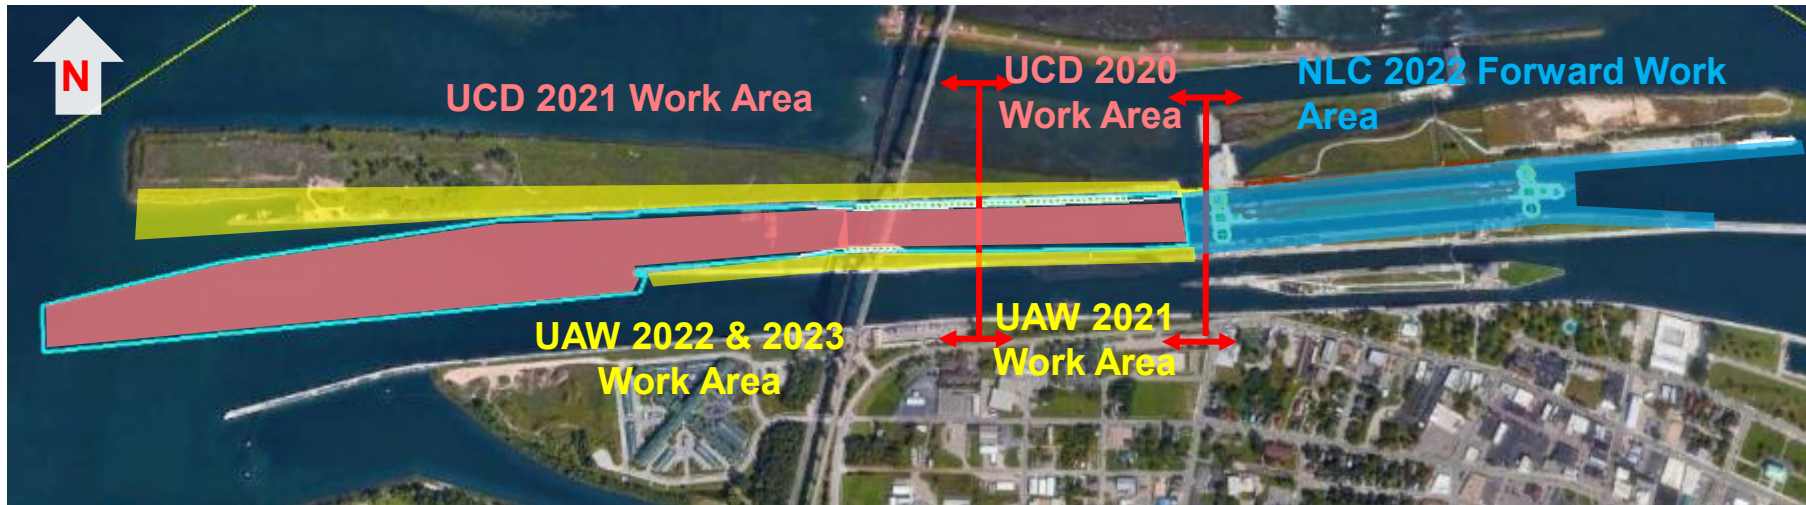 N
UCD 2021 Work Area
UCD 2020
Work Area
NLC 2022 Forward Work
Area
UAW 2022 & 2023
Work Area
UAW 2021
Work Area